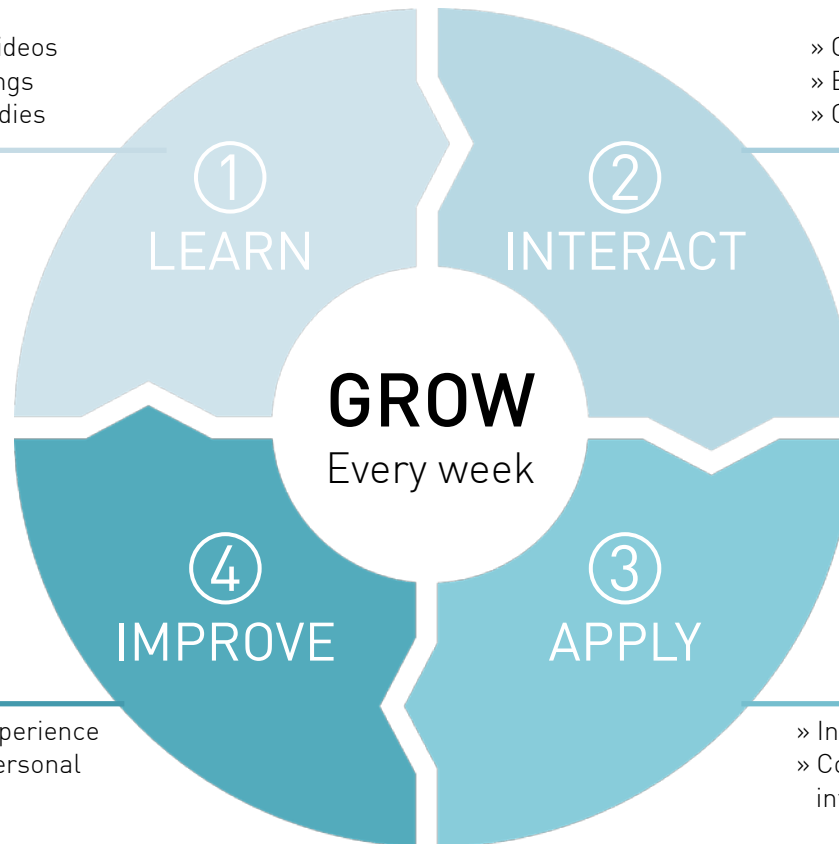 ideos
ngs
dies
»
»
»
1
LEARN
2
INTERACT
GROW
Every week
4
IMPROVE
3
APPLY
perience
ersonal
» In
» Co
in